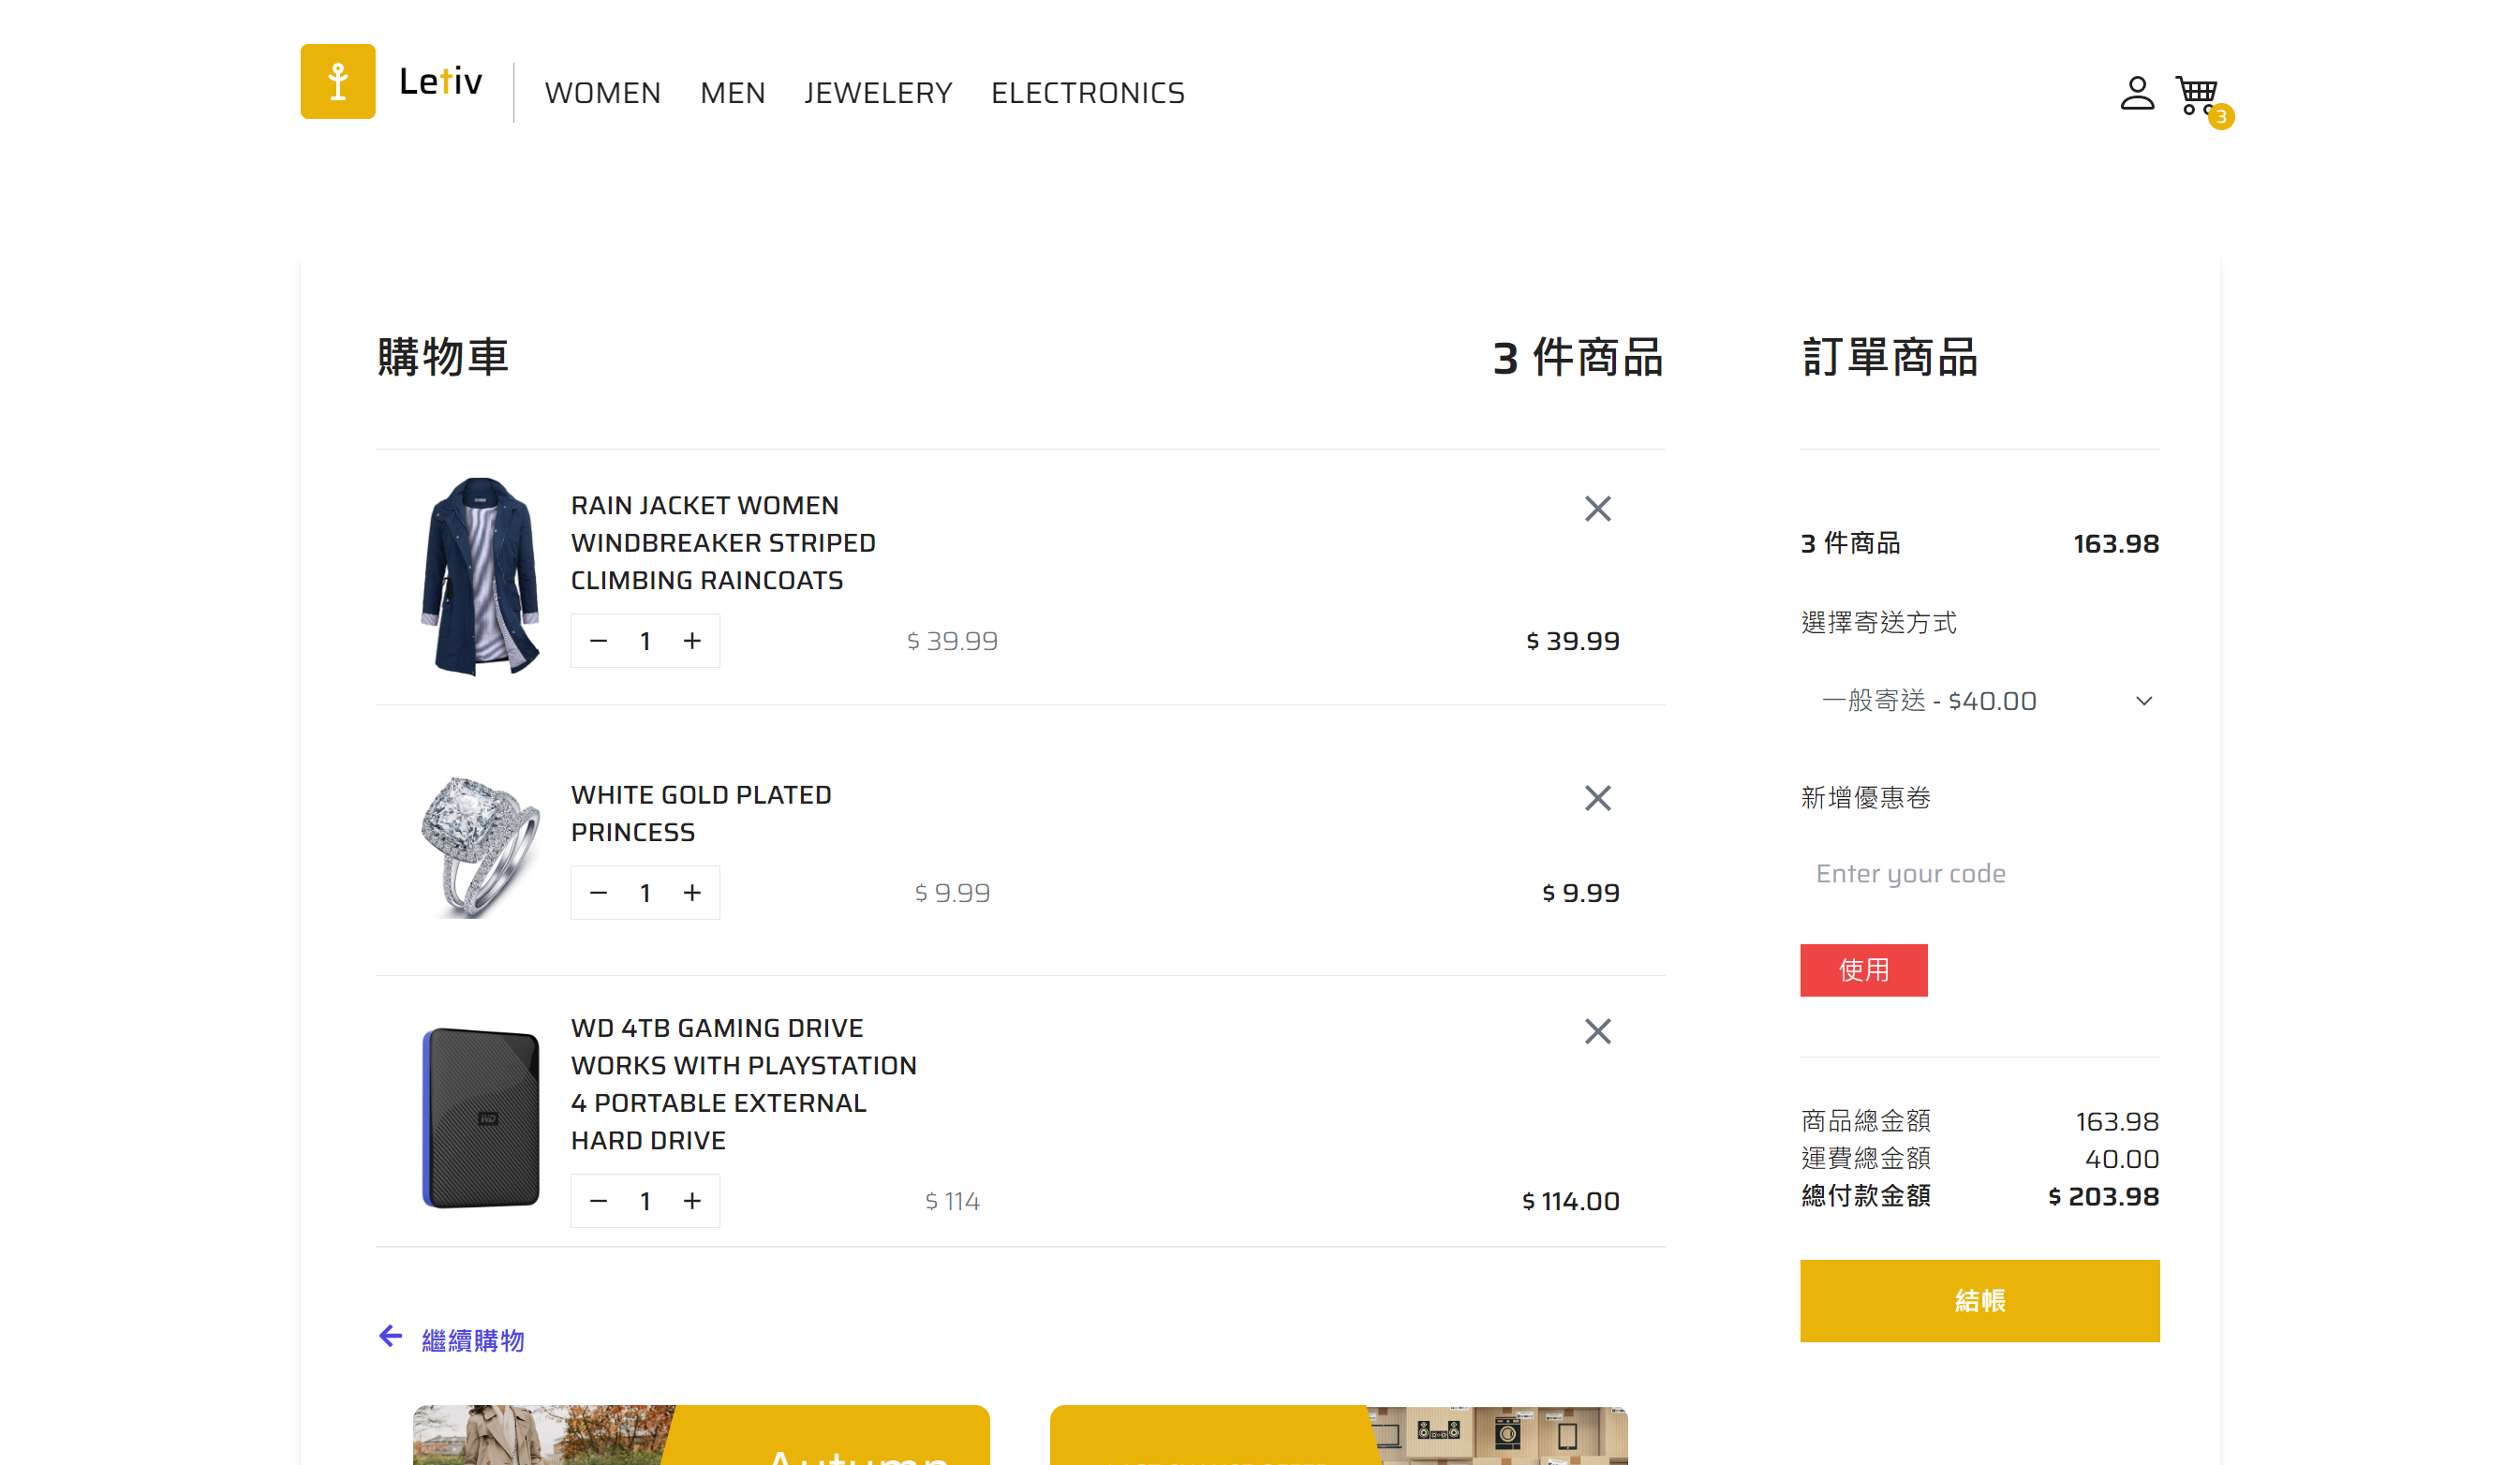 Letiv
WOMEN MEN JEWELERY ELECTRONICS
3
購物車 3 件商品
RAIN JACKET WOMEN
WINDBREAKER STRIPED
CLIMBING RAINCOATS
− 1 + $ 39.99 $ 39.99
WHITE GOLD PLATED
PRINCESS
− 1 + $ 9.99 $ 9.99
WD 4TB GAMING DRIVE
WORKS WITH PLAYSTATION
4 PORTABLE EXTERNAL
HARD DRIVE
− 1 + $ 114 $ 114.00
WD
繼續購物
Autumn
訂單商品
3 件商品 163.98
選擇寄送方式
一般寄送 - $40.00
新增優惠卷
Enter your code
使用
商品總金額 163.98
運費總金額 40.00
總付款金額 $ 203.98
結帳